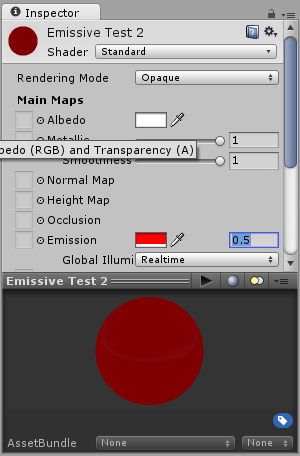 Inspector
Emissive Test 2
Shader Standard
Rendering Mode Opaque
Main Maps
Albedo
Metallic 1
bedo (RGB) and Transparency (A)
Smoothness 1
Normal Map
Height Map
Occlusion
Emission 0.5
Global Illumi Realtime
Emissive Test 2
AssetBundle None None